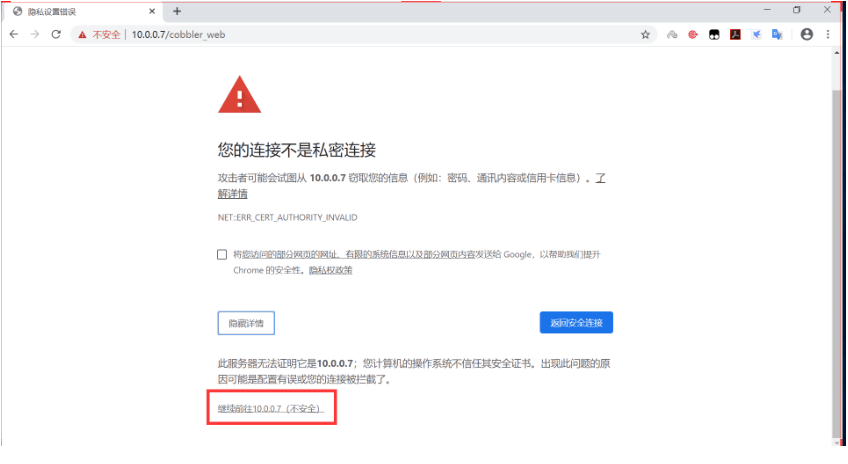 隐私设置错误
不安全 | 10.0.0.7/cobbler_web
您的连接不是私密连接
攻击者可能会试图从 10.0.0.7 窃取您的信息（例如：密码、通讯内容或信用卡信息）。了
解详情
NET::ERR_CERT_AUTHORITY_INVALID
将您访问的部分网页的网址、有限的系统信息以及部分网页内容发送给 Google，以帮助我们提升
Chrome 的安全性。隐私权政策
隐藏详情
返回安全连接
此服务器无法证明它是10.0.0.7；您计算机的操作系统不信任其安全证书。出现此问题的原
因可能是配置有误或您的连接被拦截了。
继续前往10.0.0.7（不安全）